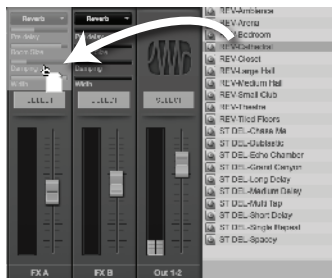 Reverb
Pre delay
Room Size
Damping
Width
SELECT
FX A
Reverb
Pre delay
Damping
Width
SELECT
FX B
SELECT
Out 1-2
REV-Ambience
REV-Arena
REV-Bedroom
REV-Cathedral
REV-Closet
REV-Large Hall
REV-Medium Hall
REV-Small Club
REV-Theatre
REV-Tiled Floors
ST DEL-Chase Me
ST DEL-Dubtastic
ST DEL-Echo Chamber
ST DEL-Grand Canyon
ST DEL-Long Delay
ST DEL-Medium Delay
ST DEL-Multi Tap
ST DEL-Short Delay
ST DEL-Single Repeat
ST DEL-Spacey